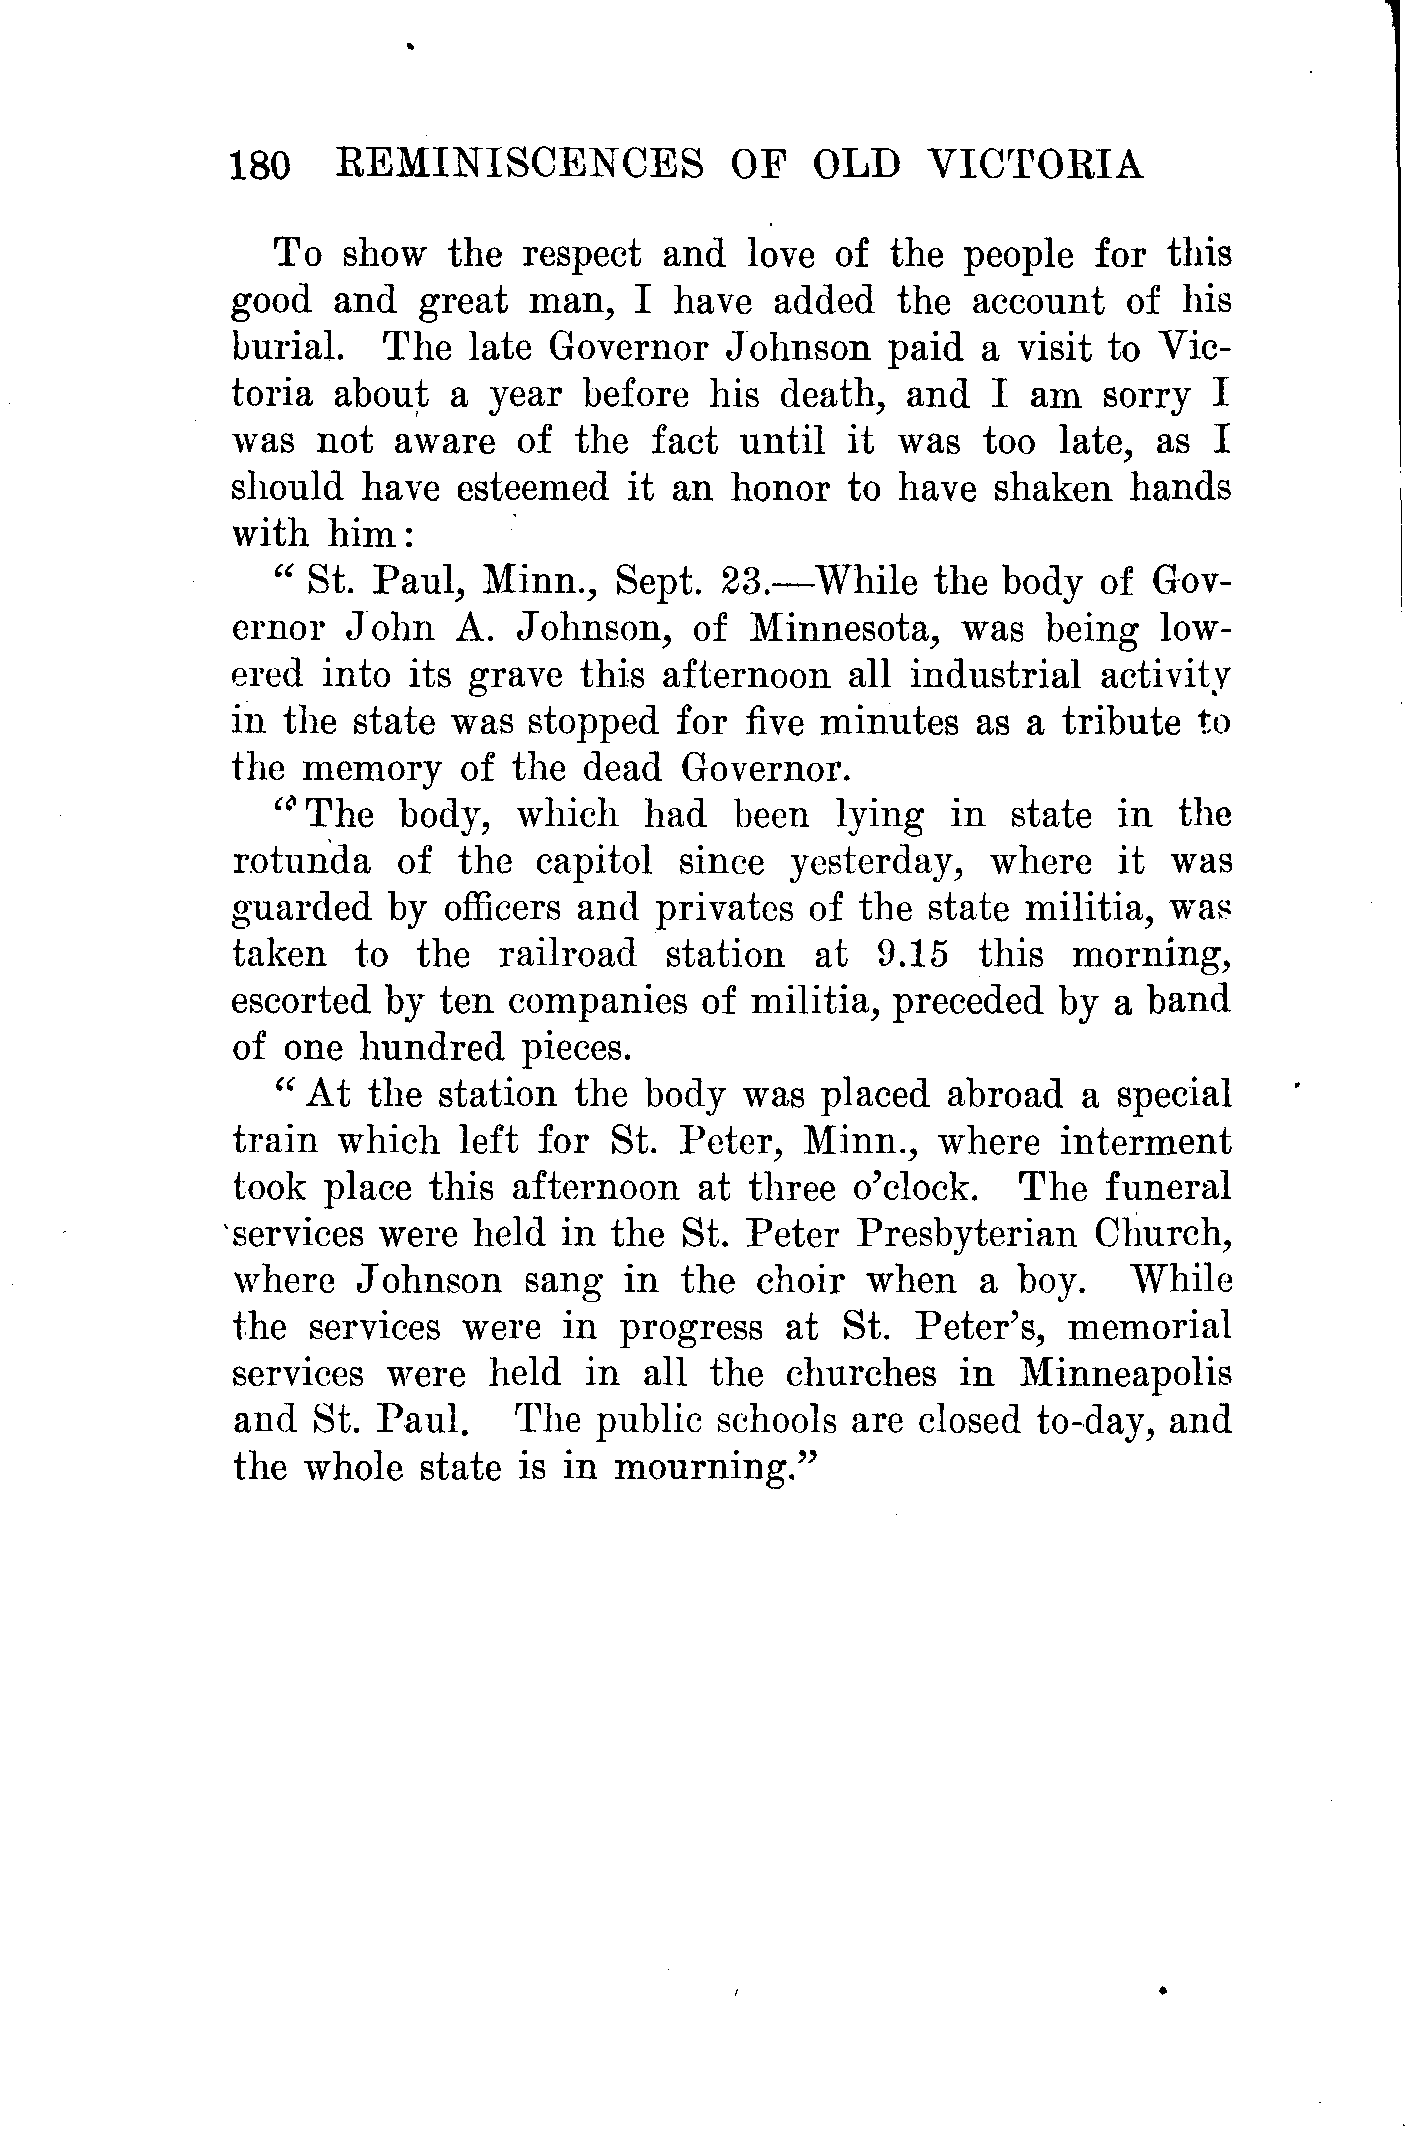 180 REMINISCENCES OF OLD VICTORIA
To show the respect and love of the people for this
good and great man, I have added the account of his
burial. The late Governor Johnson paid a visit to Vic-
toria about a year before his death, and I am sorry I
was not aware of the fact until it was too late, as I
should have esteemed it an honor to have shaken hands
with him:
“ St. Paul, Minn., Sept. 23.—While the body of Gov-
ernor John A. Johnson, of Minnesota, was being low-
ered into its grave this afternoon all industrial activity
in the state was stopped for five minutes as a tribute to
the memory of the dead Governor.
“ The body, which had been lying in state in the
rotunda of the capitol since yesterday, where it was
guarded by officers and privates of the state militia, was
taken to the railroad station at 9.15 this morning,
escorted by ten companies of militia, preceded by a band
of one hundred pieces.
“ At the station the body was placed abroad a special
train which left for St. Peter, Minn., where interment
took place this afternoon at three o’clock. The funeral
services were held in the St. Peter Presbyterian Church,
where Johnson sang in the choir when a boy. While
the services were in progress at St. Peter’s, memorial
services were held in all the churches in Minneapolis
and St. Paul. The public schools are closed to-day, and
the whole state is in mourning.”